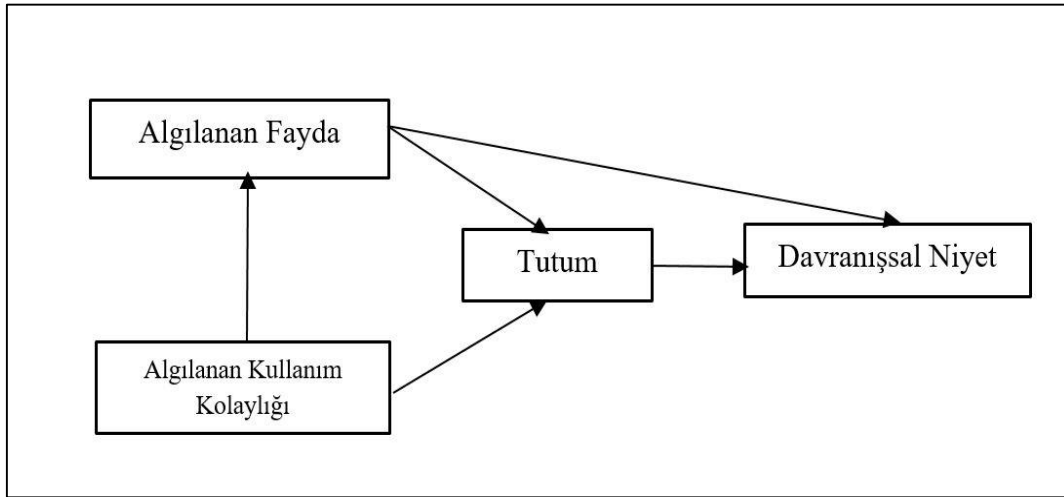 Algılanan Fayda
Tutum
Davranışsal Niyet
Algılanan Kullanım
Kolaylığı